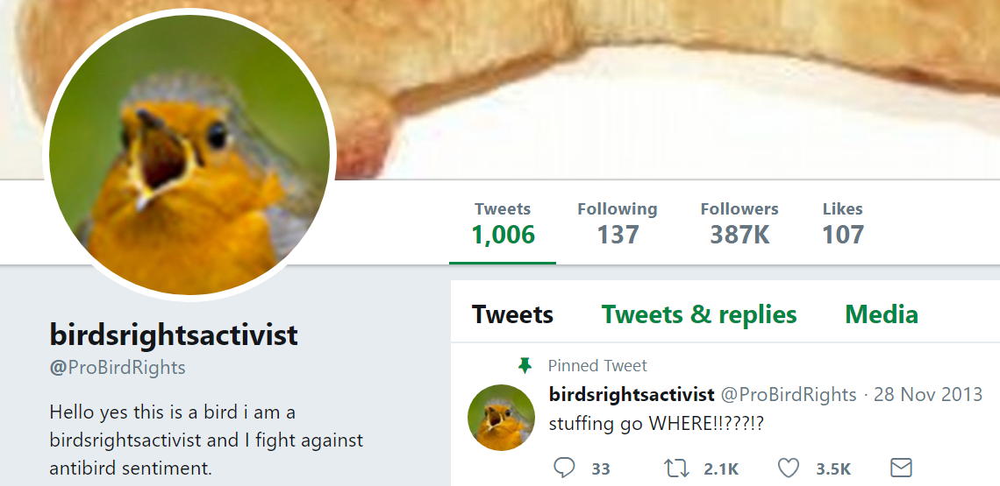 Tweets Following Followers Likes
1,006 137 387K 107
birdsrightsactivist
@ProBirdRights
Hello yes this is a bird i am a
birdsrightsactivist and I fight against
antibird sentiment.
Tweets Tweets & replies Media
Pinned Tweet
birdsrightsactivist @ProBirdRights · 28 Nov 2013
stuffing go WHERE!!???!?
33 2.1K 3.5K